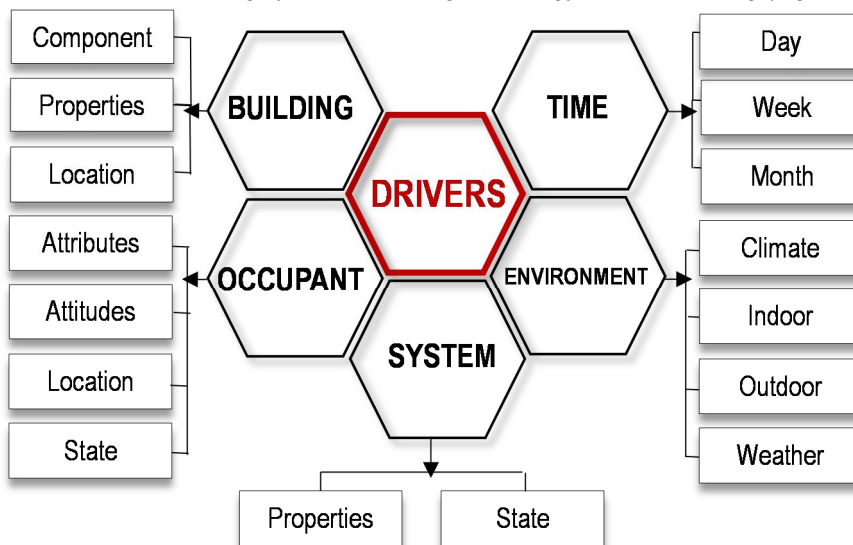 Component
Properties
Location
BUILDING
TIME
Day
Week
Month
DRIVERS
Attributes
Attitudes
Location
State
OCCUPANT
ENVIRONMENT
Climate
Indoor
Outdoor
Weather
SYSTEM
Properties
State